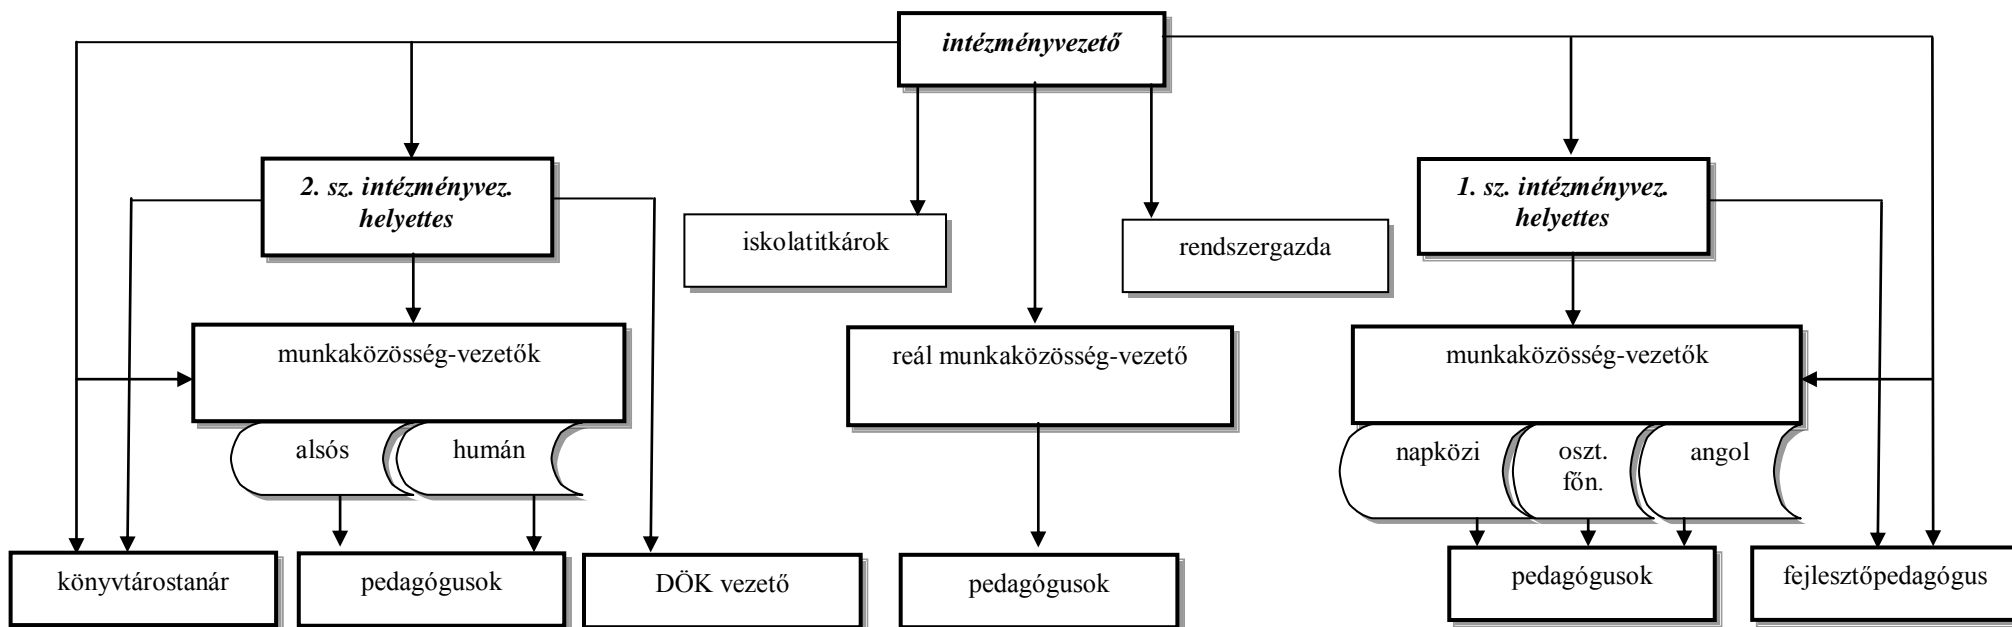 intézményvezető
2. sz. intézményvez.
helyettes
1. sz. intézményvez.
helyettes
iskolatitkárok
rendszergazda
munkaközösség-vezetők
reál munkaközösség-vezető
munkaközösség-vezetők
alsós
humán
napközi
oszt.
főn.
angol
könyvtárostanár
pedagógusok
DÖK vezető
pedagógusok
pedagógusok
fejlesztőpedagógus